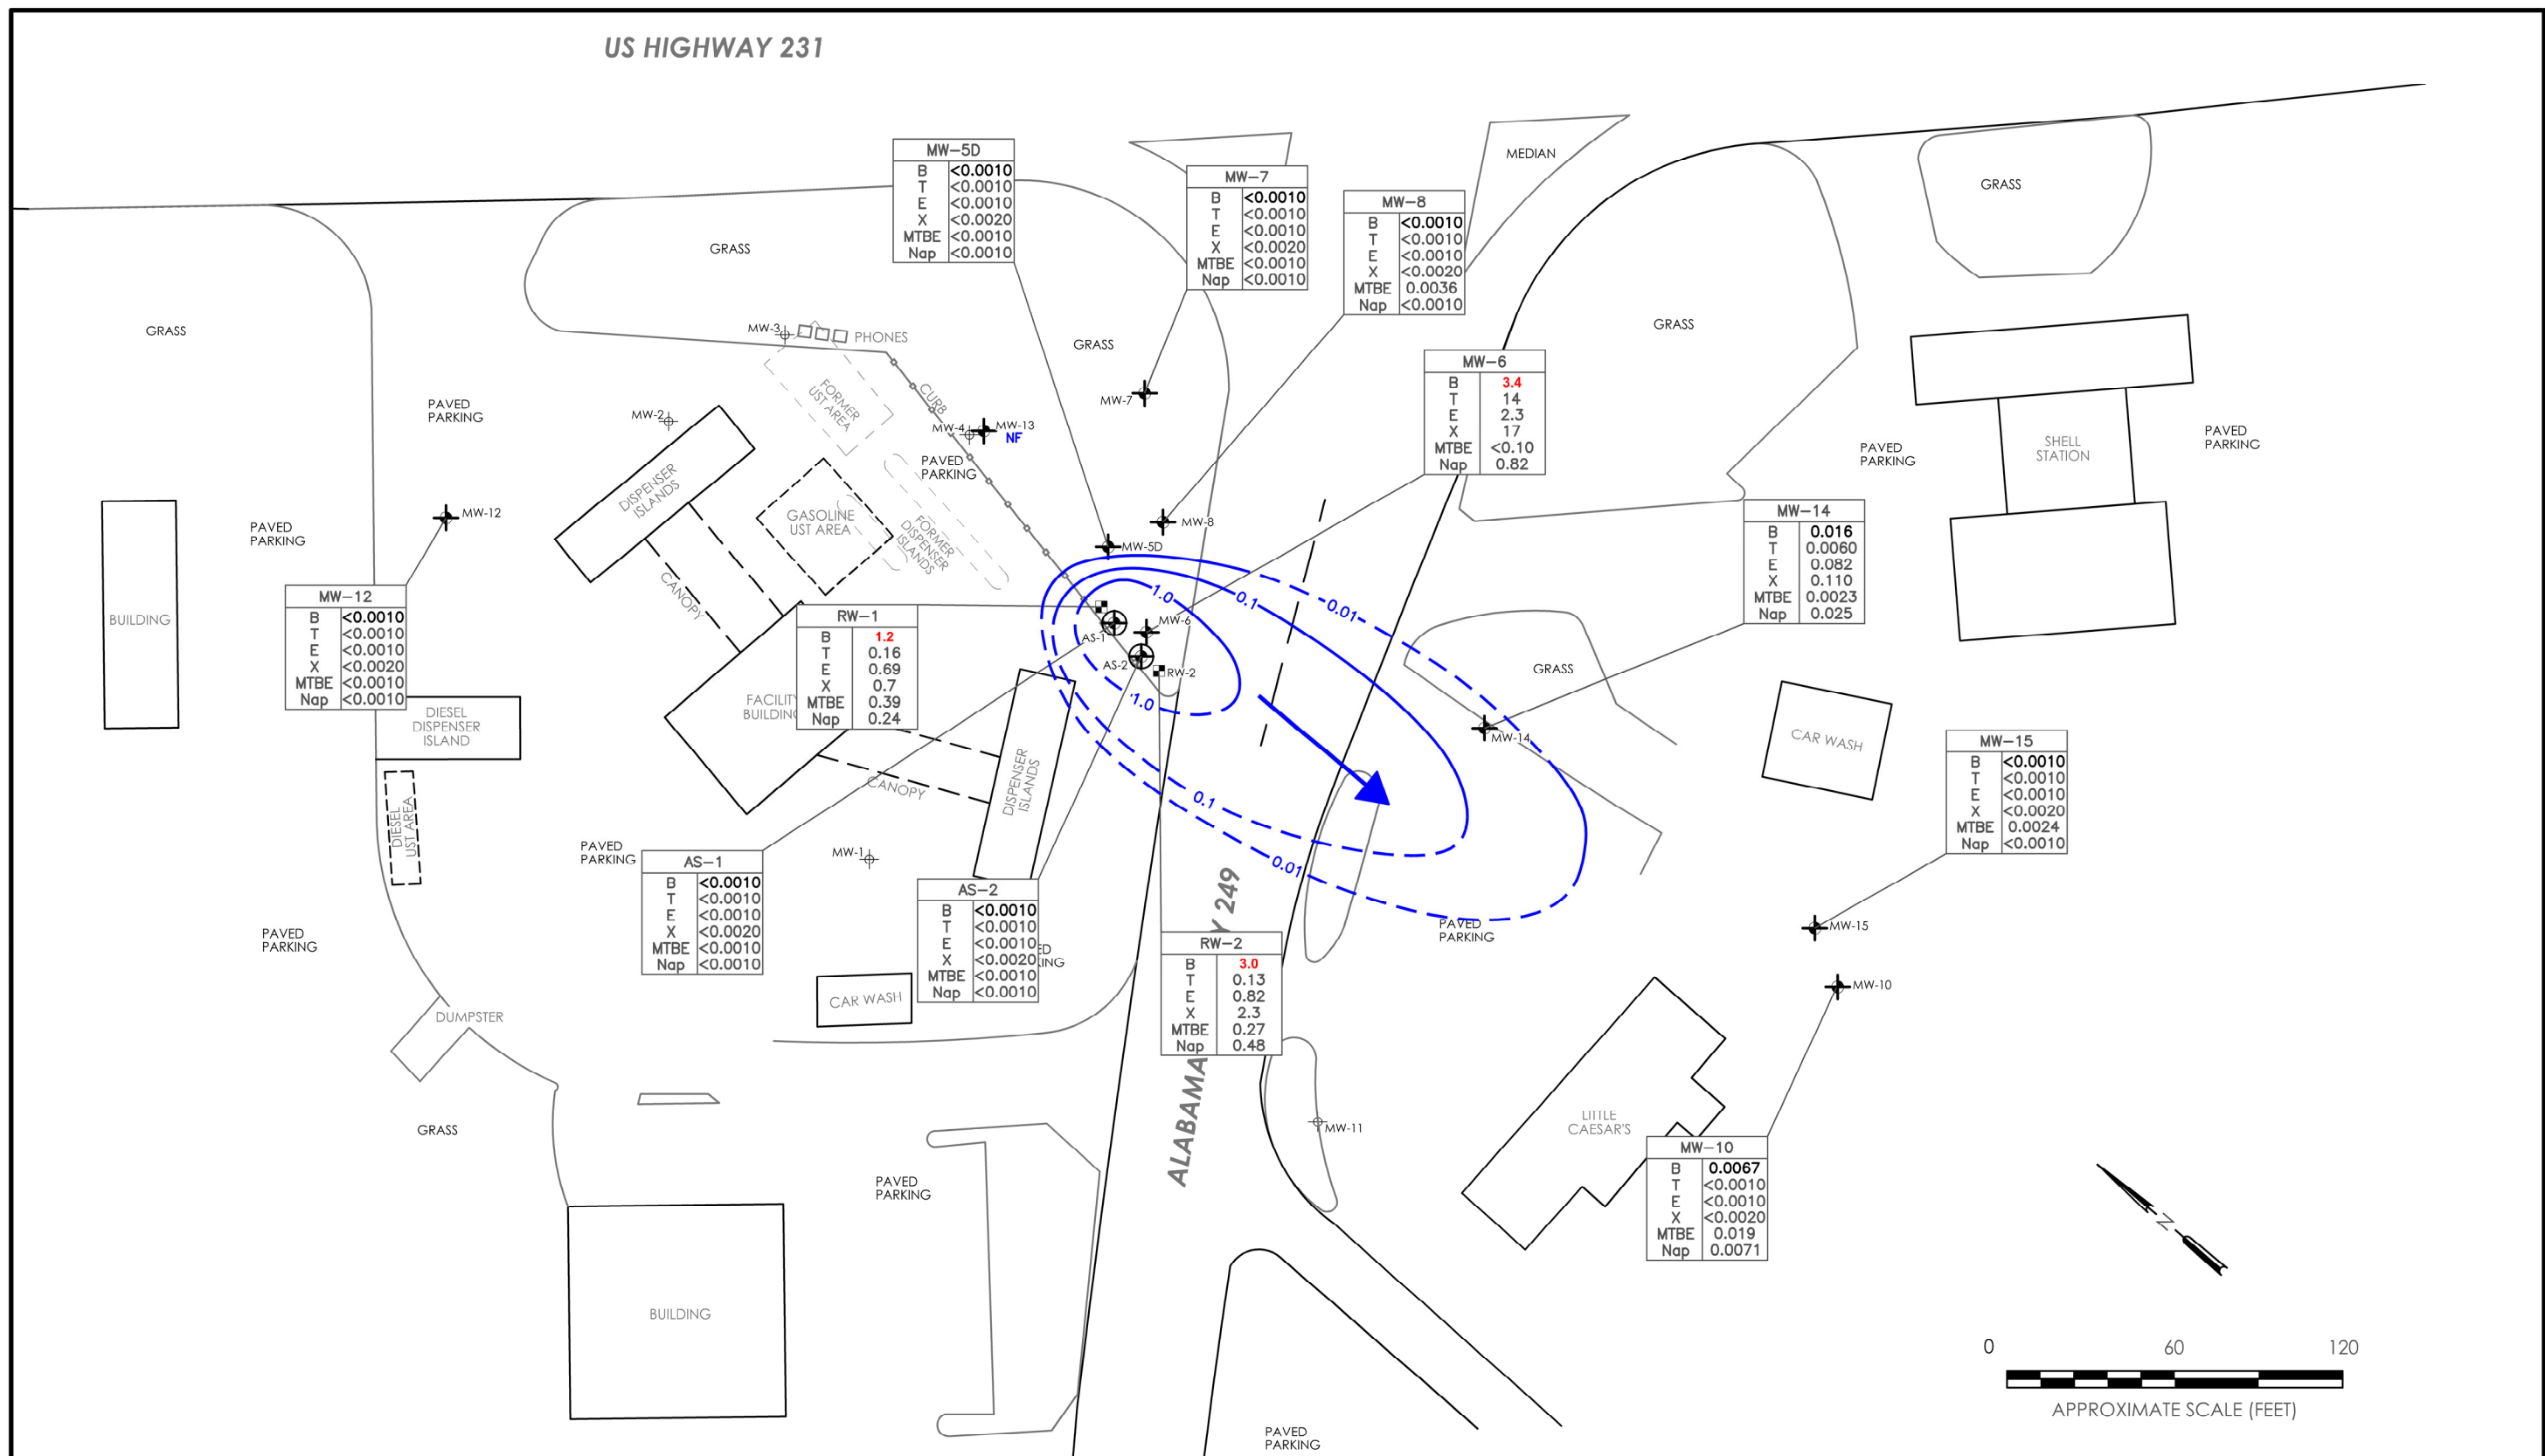 US HIGHWAY 231
MEDIAN
GRASS
MW-5D
B <0.0010
T <0.0010
E <0.0010
X <0.0020
MTBE <0.0010
Nap <0.0010
MW-7
B <0.0010
T <0.0010
E <0.0010
X <0.0020
MTBE <0.0010
Nap <0.0010
MW-8
B <0.0010
T <0.0010
E <0.0010
X <0.0020
MTBE 0.0036
Nap <0.0010
GRASS
GRASS
GRASS
GRASS
MW-3
PHONES
FORMER
UST AREA
CURB
MW-6
B 3.4
T 14
E 2.3
X 17
MTBE <0.10
Nap 0.82
PAVED
PARKING
MW-2
MW-4
MW-13
NF
MW-7
PAVED
PARKING
PAVED
PARKING
SHELL
STATION
PAVED
PARKING
DISPENSER
ISLANDS
GASOLINE
UST AREA
FORMER
DISPENSER
ISLANDS
MW-12
PAVED
PARKING
MW-8
MW-5D
MW-14
B 0.016
T 0.0060
E 0.082
X 0.110
MTBE 0.0023
Nap 0.025
BUILDING
CANOPY
MW-12
B <0.0010
T <0.0010
E <0.0010
X <0.0020
MTBE <0.0010
Nap <0.0010
RW-1
B 1.2
T 0.16
E 0.69
X 0.7
MTBE 0.39
Nap 0.24
1.0
0.1
0.01
AS-1
MW-6
AS-2
RW-2
1.0
GRASS
FACILITY
BUILDING
DIESEL
DISPENSER
ISLAND
MW-14
CAR WASH
MW-15
B <0.0010
T <0.0010
E <0.0010
X <0.0020
MTBE 0.0024
Nap <0.0010
CANOPY
DISPENSER
ISLANDS
0.1
0.01
DIESEL
UST AREA
PAVED
PARKING
MW-1
AS-1
B <0.0010
T <0.0010
E <0.0010
X <0.0020
MTBE <0.0010
Nap <0.0010
AS-2
B <0.0010
T <0.0010
E <0.0010
X <0.0020
MTBE <0.0010
Nap <0.0010
ED
ING
RW-2
B 3.0
T 0.13
E 0.82
X 2.3
MTBE 0.27
Nap 0.48
ALABAMA Y 249
PAVED
PARKING
PAVED
PARKING
MW-15
MW-10
CAR WASH
DUMPSTER
GRASS
MW-11
LITTLE
CAESAR'S
MW-10
B 0.0067
T <0.0010
E <0.0010
X <0.0020
MTBE 0.019
Nap 0.0071
PAVED
PARKING
N
BUILDING
0 60 120
APPROXIMATE SCALE (FEET)
PAVED
PARKING